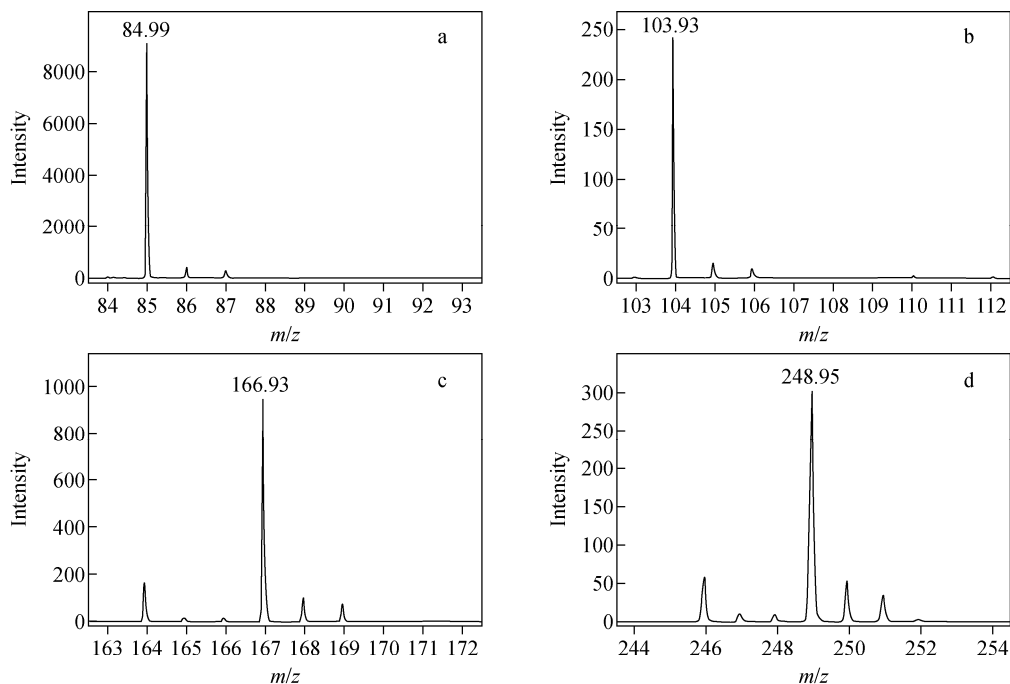 84.99
a
8000
6000
4000
2000
0
Intensity
84 85 86 87 88 89 90 91 92 93
m/z
103.93
b
250
200
150
100
50
0
Intensity
103 104 105 106 107 108 109 110 111 112
m/z
166.93
c
1000
800
600
400
200
0
Intensity
163 164 165 166 167 168 169 170 171 172
m/z
248.95
d
300
250
200
150
100
50
0
Intensity
244 246 248 250 252 254
m/z